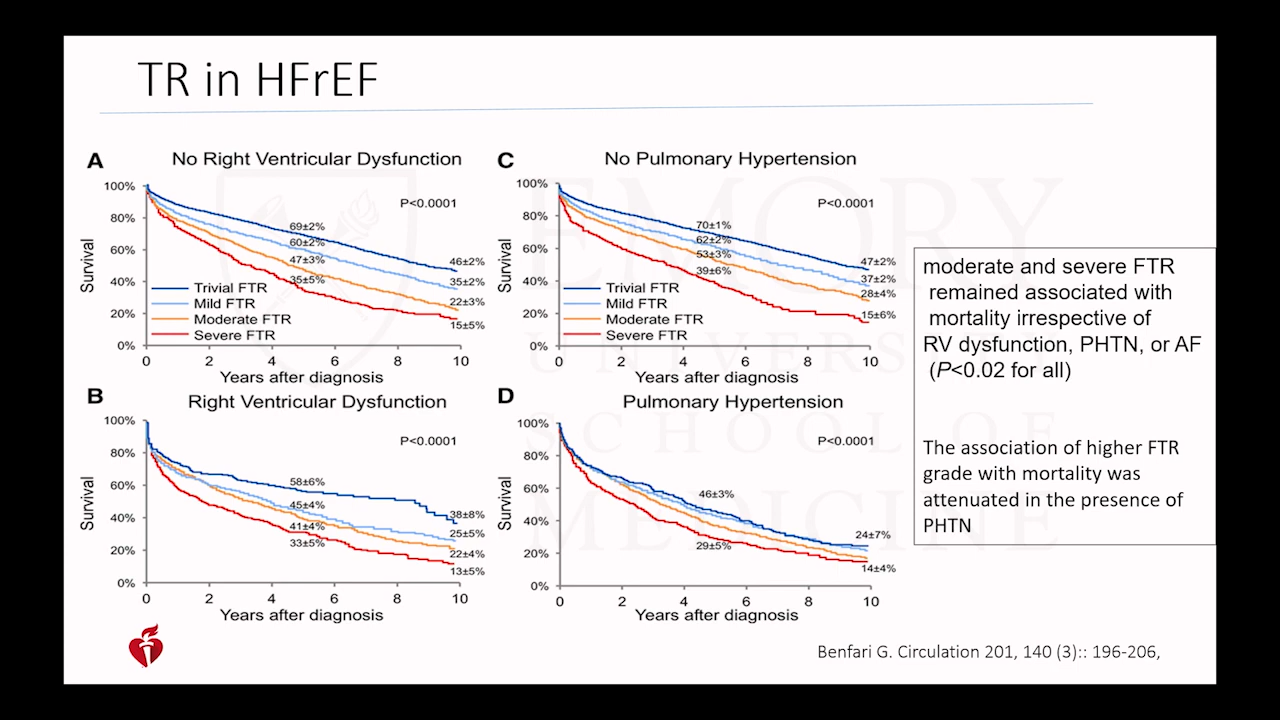 TR in HFrEF
A
No Right Ventricular Dysfunction
100%
80%
60%
40%
20%
0%
Survival
P<0.0001
69±2%
60±2%
47±3%
35±5%
46±2%
35±2%
22±3%
15±5%
Trivial FTR
Mild FTR
Moderate FTR
Severe FTR
0 2 4 6 8 10
Years after diagnosis
C
No Pulmonary Hypertension
100%
80%
60%
40%
20%
0%
Survival
P<0.0001
70±1%
62±2%
53±3%
39±6%
47±2%
37±2%
28±4%
15±6%
Trivial FTR
Mild FTR
Moderate FTR
Severe FTR
0 2 4 6 8 10
Years after diagnosis
B
Right Ventricular Dysfunction
100%
80%
60%
40%
20%
0%
Survival
P<0.0001
58±6%
45±4%
41±4%
33±5%
38±8%
25±5%
22±4%
13±5%
0 2 4 6 8 10
Years after diagnosis
D
Pulmonary Hypertension
100%
80%
60%
40%
20%
0%
Survival
P<0.0001
46±3%
29±5%
24±7%
14±4%
0 2 4 6 8 10
Years after diagnosis
moderate and severe FTR
remained associated with
mortality irrespective of
RV dysfunction, PHTN, or AF
(P<0.02 for all)
The association of higher FTR
grade with mortality was
attenuated in the presence of
PHTN
Benfari G. Circulation 201, 140 (3):: 196-206,
EMORY
UNIVERSITY
SCHOOL OF
MEDICINE